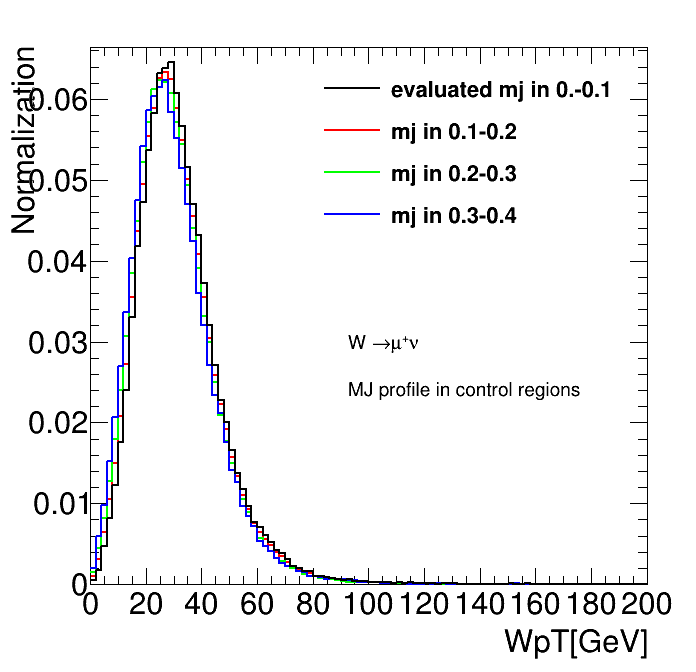 Normalization
0.06
0.05
0.04
0.03
0.02
0.01
0
evaluated mj in 0.-0.1
mj in 0.1-0.2
mj in 0.2-0.3
mj in 0.3-0.4
W →μ⁺ν
MJ profile in control regions
0 20 40 60 80 100 120 140 160 180 200
WpT[GeV]